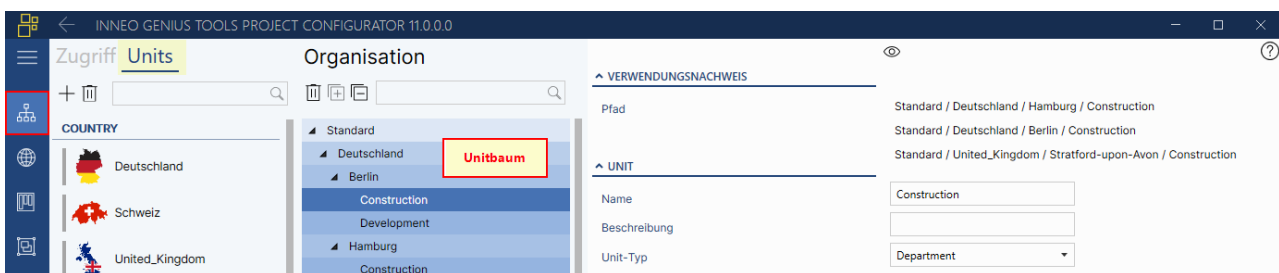 INNEO GENIUS TOOLS PROJECT CONFIGURATOR 11.0.0.0
Zugriff Units
COUNTRY
Deutschland
Schweiz
United_Kingdom
Organisation
Standard
Deutschland
Berlin
Construction
Development
Hamburg
Construction
Unitbaum
VERWENDUNGSNACHWEIS
Pfad
Standard / Deutschland / Hamburg / Construction
Standard / Deutschland / Berlin / Construction
Standard / United_Kingdom / Stratford-upon-Avon / Construction
UNIT
Name
Construction
Beschreibung
Unit-Typ
Department